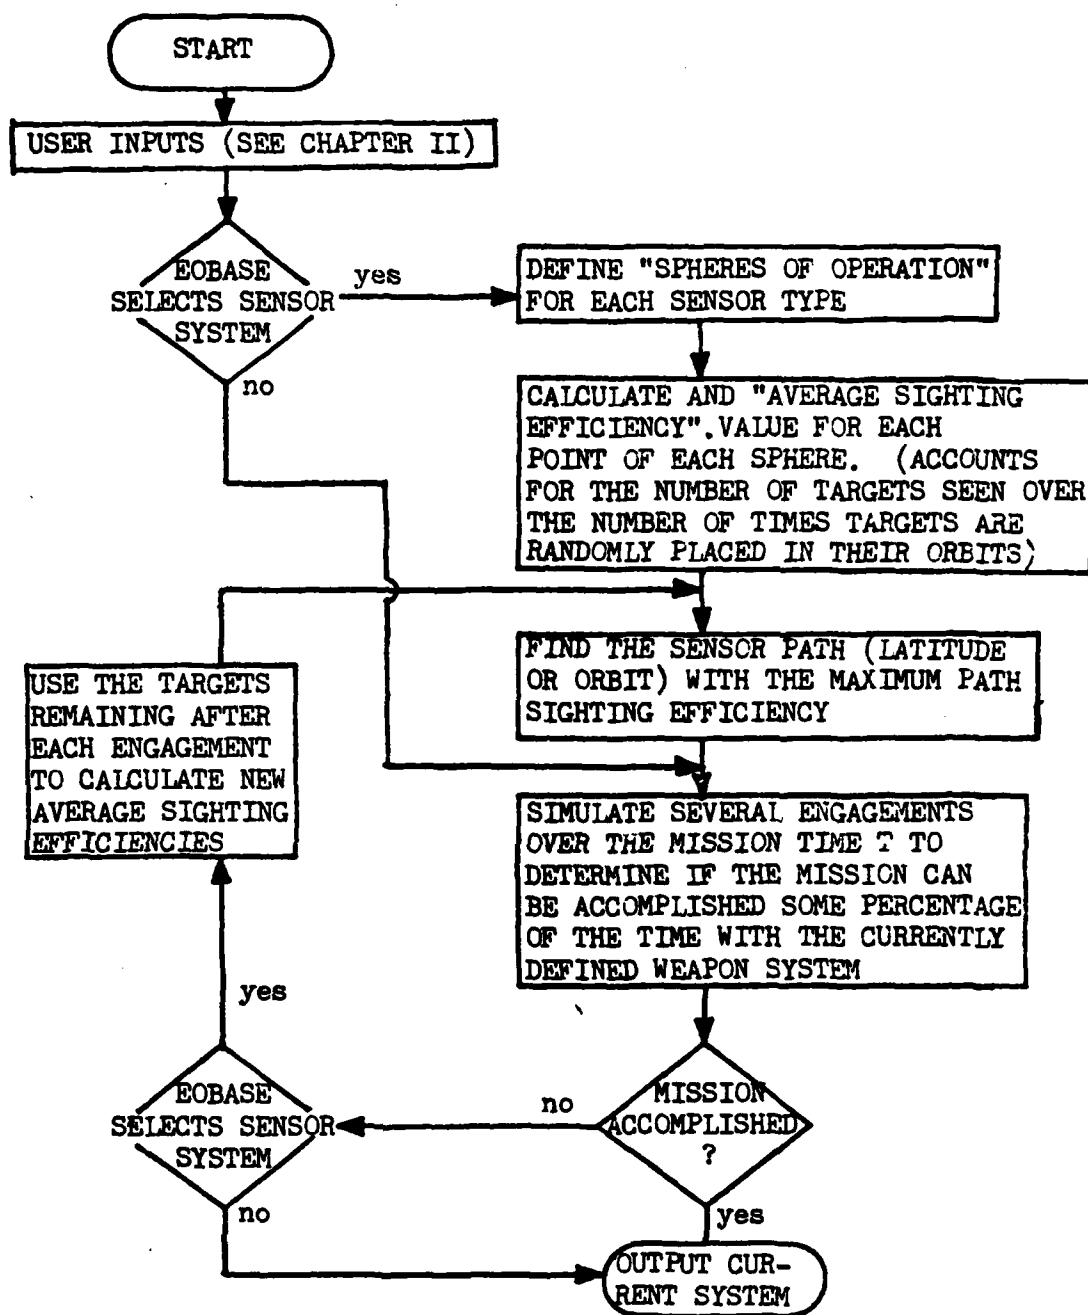 START
USER INPUTS (SEE CHAPTER II)
EOBASE
SELECTS SENSOR
SYSTEM
yes
no
DEFINE "SPHERES OF OPERATION"
FOR EACH SENSOR TYPE
CALCULATE AND "AVERAGE SIGHTING
EFFICIENCY".VALUE FOR EACH
POINT OF EACH SPHERE. (ACCOUNTS
FOR THE NUMBER OF TARGETS SEEN OVER
THE NUMBER OF TIMES TARGETS ARE
RANDOMLY PLACED IN THEIR ORBITS)
FIND THE SENSOR PATH (LATITUDE
OR ORBIT) WITH THE MAXIMUM PATH
SIGHTING EFFICIENCY
USE THE TARGETS
REMAINING AFTER
EACH ENGAGEMENT
TO CALCULATE NEW
AVERAGE SIGHTING
EFFICIENCIES
SIMULATE SEVERAL ENGAGEMENTS
OVER THE MISSION TIME TO
DETERMINE IF THE MISSION CAN
BE ACCOMPLISHED SOME PERCENTAGE
OF THE TIME WITH THE CURRENTLY
DEFINED WEAPON SYSTEM
yes
EOBASE
SELECTS SENSOR
SYSTEM
no
MISSION
ACCOMPLISHED
?
no
yes
OUTPUT CUR-
RENT SYSTEM